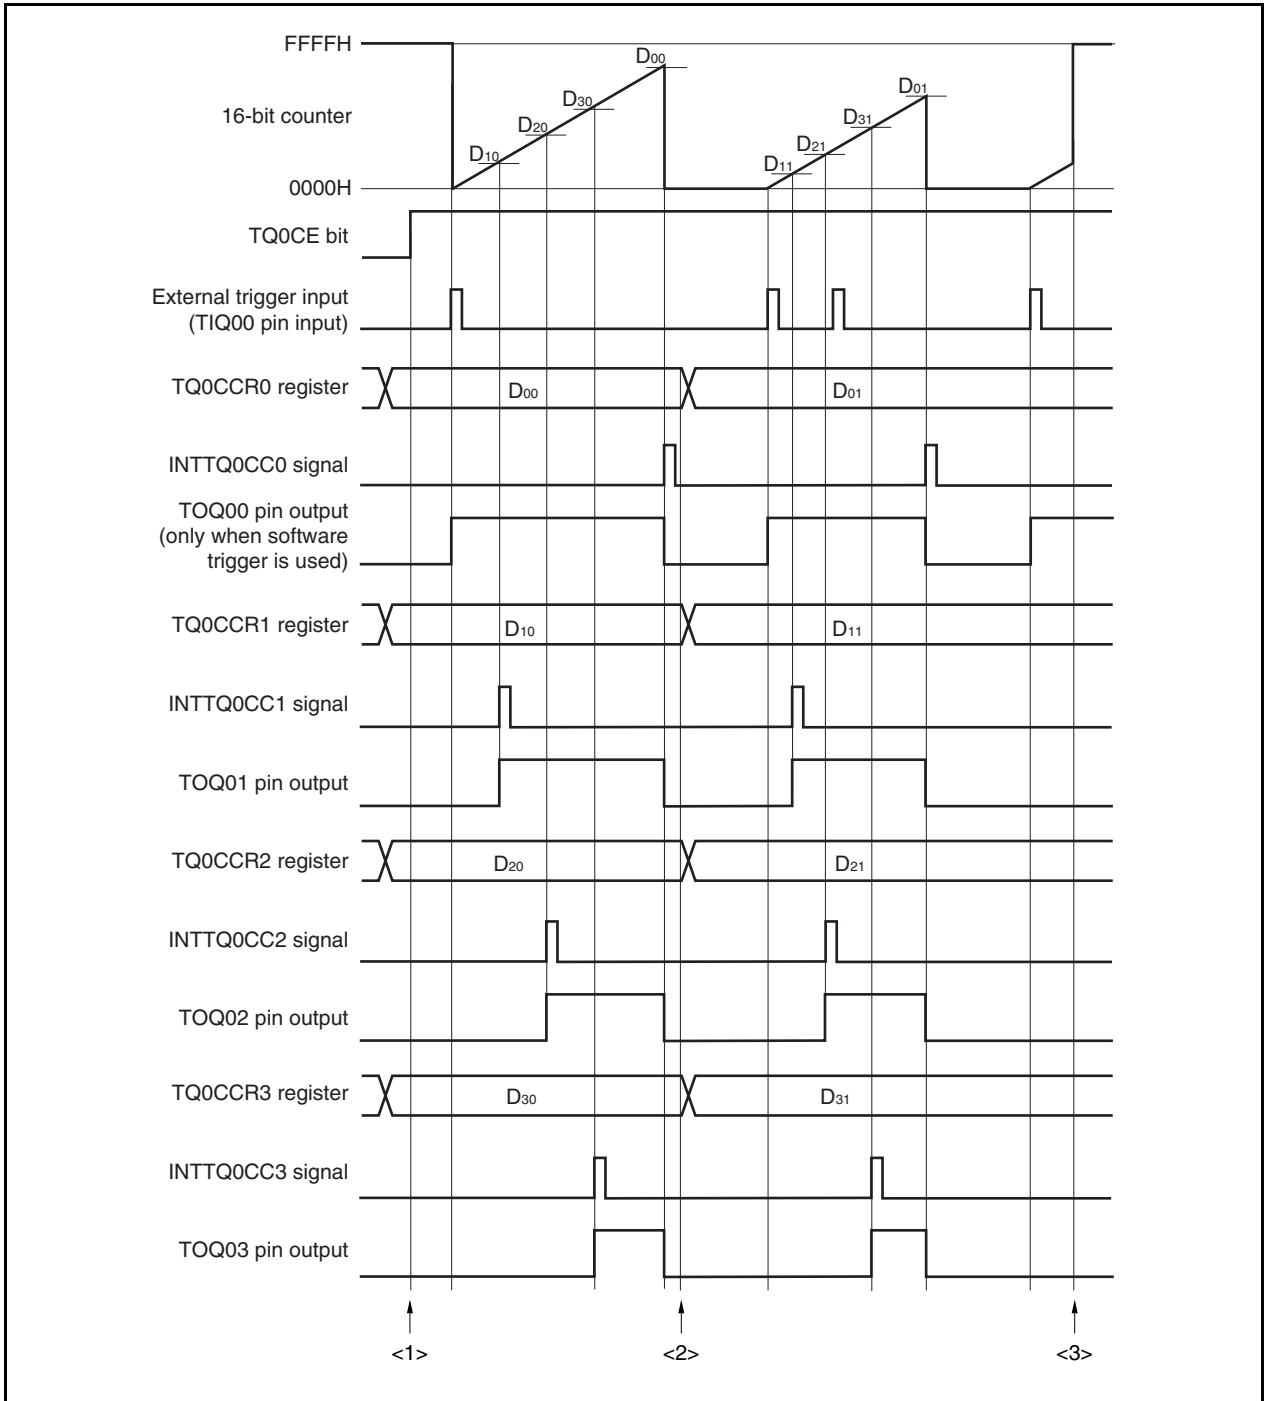 FFFFH
16-bit counter
0000H
D00
D30
D20
D10
D01
D31
D21
D11
TQ0CE bit
External trigger input
(TIQ00 pin input)
TQ0CCR0 register
D00
D01
INTTQ0CC0 signal
TOQ00 pin output
(only when software
trigger is used)
TQ0CCR1 register
D10
D11
INTTQ0CC1 signal
TOQ01 pin output
TQ0CCR2 register
D20
D21
INTTQ0CC2 signal
TOQ02 pin output
TQ0CCR3 register
D30
D31
INTTQ0CC3 signal
TOQ03 pin output
<1>
<2>
<3>